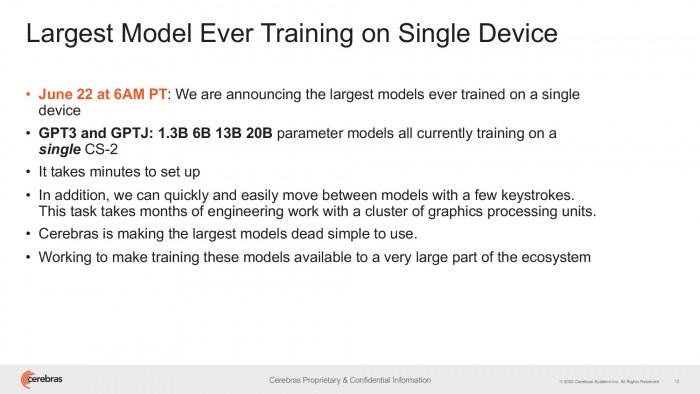 Largest Model Ever Training on Single Device
• June 22 at 6AM PT: We are announcing the largest models ever trained on a single
device
• GPT3 and GPTJ: 1.3B 6B 13B 20B parameter models all currently training on a
single CS-2
• It takes minutes to set up
• In addition, we can quickly and easily move between models with a few keystrokes.
This task takes months of engineering work with a cluster of graphics processing units.
• Cerebras is making the largest models dead simple to use.
• Working to make training these models available to a very large part of the ecosystem
cerebras
Cerebras Proprietary & Confidential Information
© 2022 Cerebras Systems Inc. All Rights Reserved